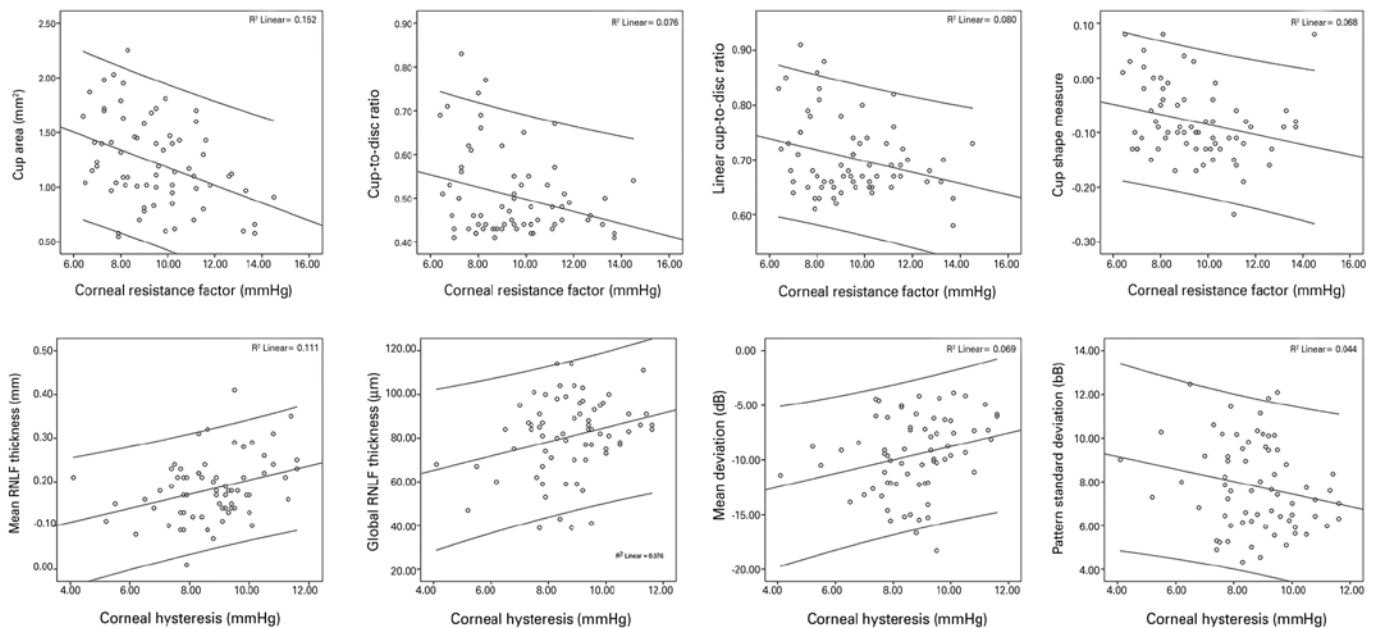 R² Linear= 0.152
2.50
2.00
1.50
1.00
0.50
Cup area (mm²)
6.00 8.00 10.00 12.00 14.00 16.00
Corneal resistance factor (mmHg)
R² Linear= 0.076
0.90
0.80
0.70
0.60
0.50
0.40
Cup-to-disc ratio
6.00 8.00 10.00 12.00 14.00 16.00
Corneal resistance factor (mmHg)
R² Linear= 0.080
0.90
0.80
0.70
0.60
Linear cup-to-disc ratio
6.00 8.00 10.00 12.00 14.00 16.00
Corneal resistance factor (mmHg)
R² Linear= 0.068
0.10
0.00
-0.10
-0.20
-0.30
Cup shape measure
6.00 8.00 10.00 12.00 14.00 16.00
Corneal resistance factor (mmHg)
R² Linear= 0.111
0.50
0.40
0.30
0.20
-0.10
0.00
Mean RNLF thickness (mm)
4.00 6.00 8.00 10.00 12.00
Corneal hysteresis (mmHg)
120.00
100.00
80.00
60.00
40.00
20.00
Global RNLF thickness (µm)
R² Linear = 0.076
4.00 6.00 8.00 10.00 12.00
Corneal hysteresis (mmHg)
R² Linear= 0.069
0.00
-5.00
-10.00
-15.00
-20.00
Mean deviation (dB)
4.00 6.00 8.00 10.00 12.00
Corneal hysteresis (mmHg)
R² Linear= 0.044
14.00
12.00
10.00
8.00
6.00
4.00
Pattern standard deviation (bB)
4.00 6.00 8.00 10.00 12.00
Corneal hysteresis (mmHg)